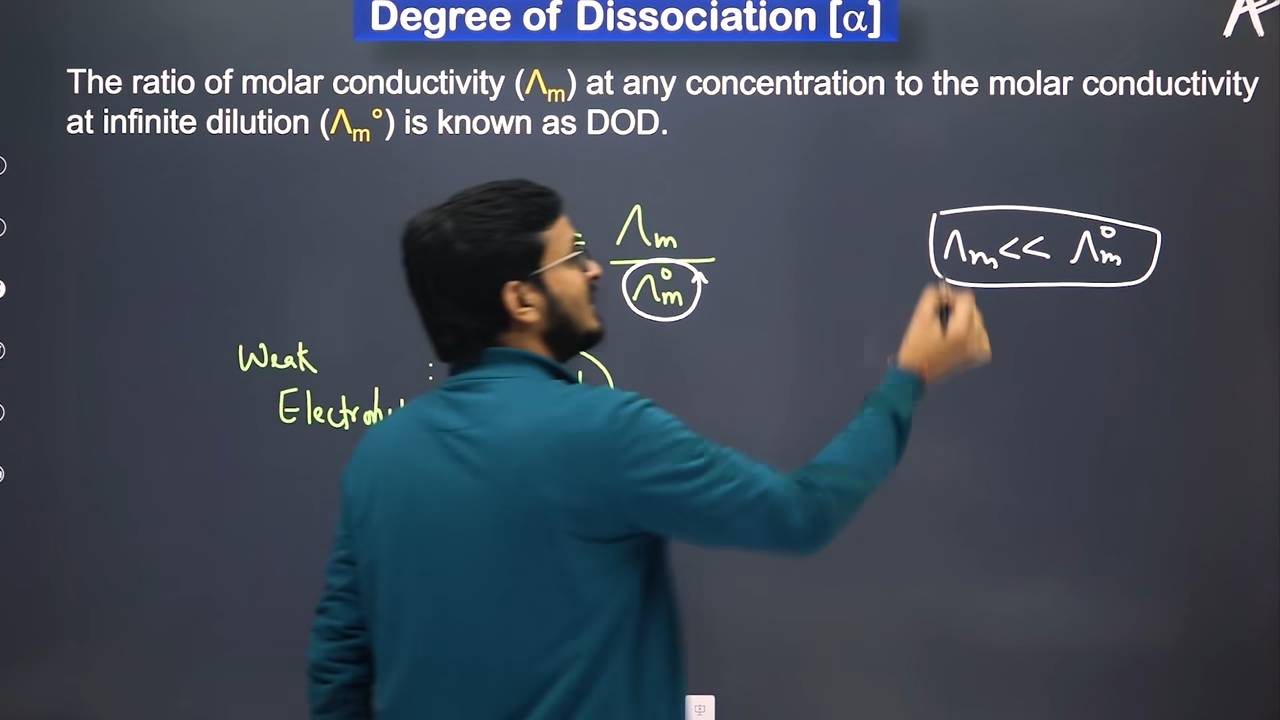 Degree of Dissociation [α]
The ratio of molar conductivity (Λm) at any concentration to the molar conductivity
at infinite dilution (Λm°) is known as DOD.
= Λm
Λm°
Λm << Λm°
Weak :